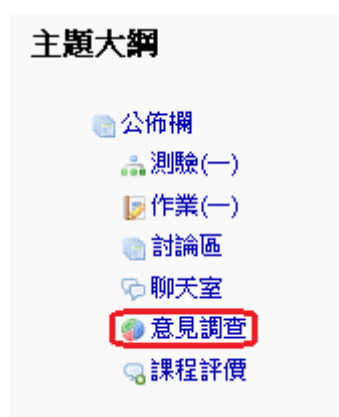 主題大綱
公佈欄
測驗(一)
作業(一)
討論區
聊天室
意見調查
課程評價